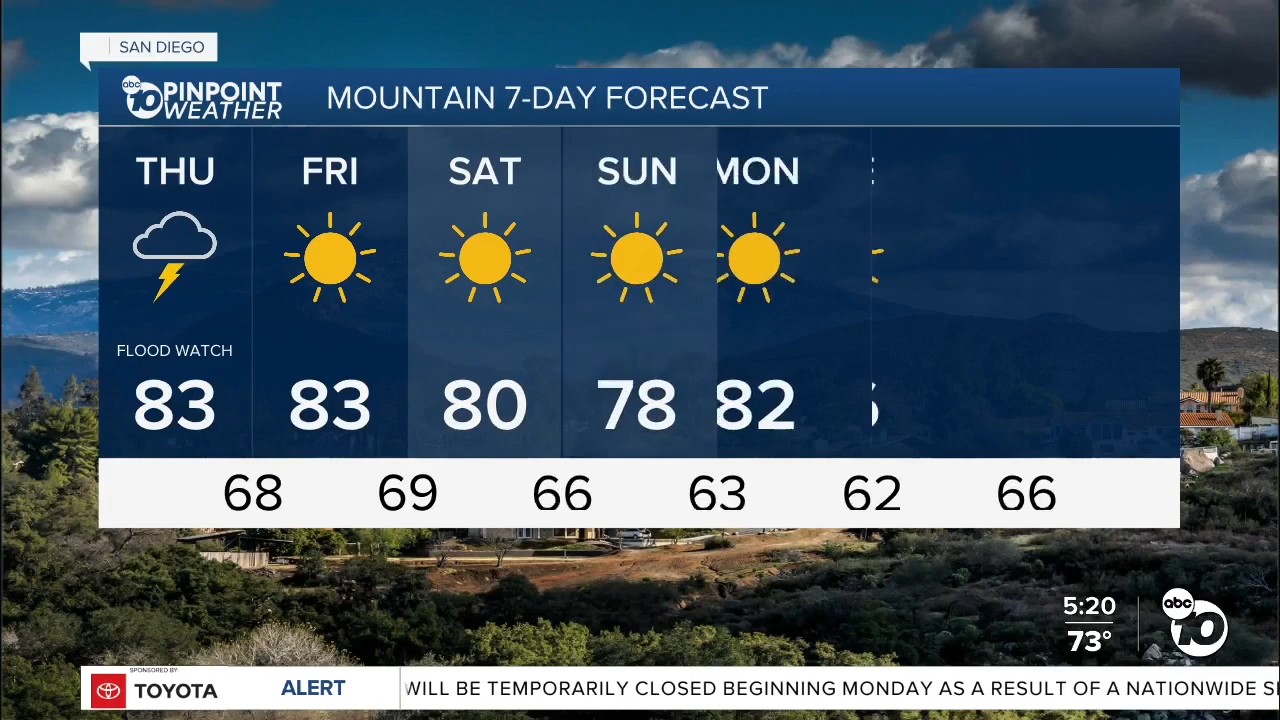 SAN DIEGO
abc 10 PINPOINT WEATHER
MOUNTAIN 7-DAY FORECAST
THU FRI SAT SUN MON
FLOOD WATCH
83 83 80 78 82
68 69 66 63 62 66
5:20
73°
abc 10
SPONSORED BY
TOYOTA
ALERT
WILL BE TEMPORARILY CLOSED BEGINNING MONDAY AS A RESULT OF A NATIONWIDE